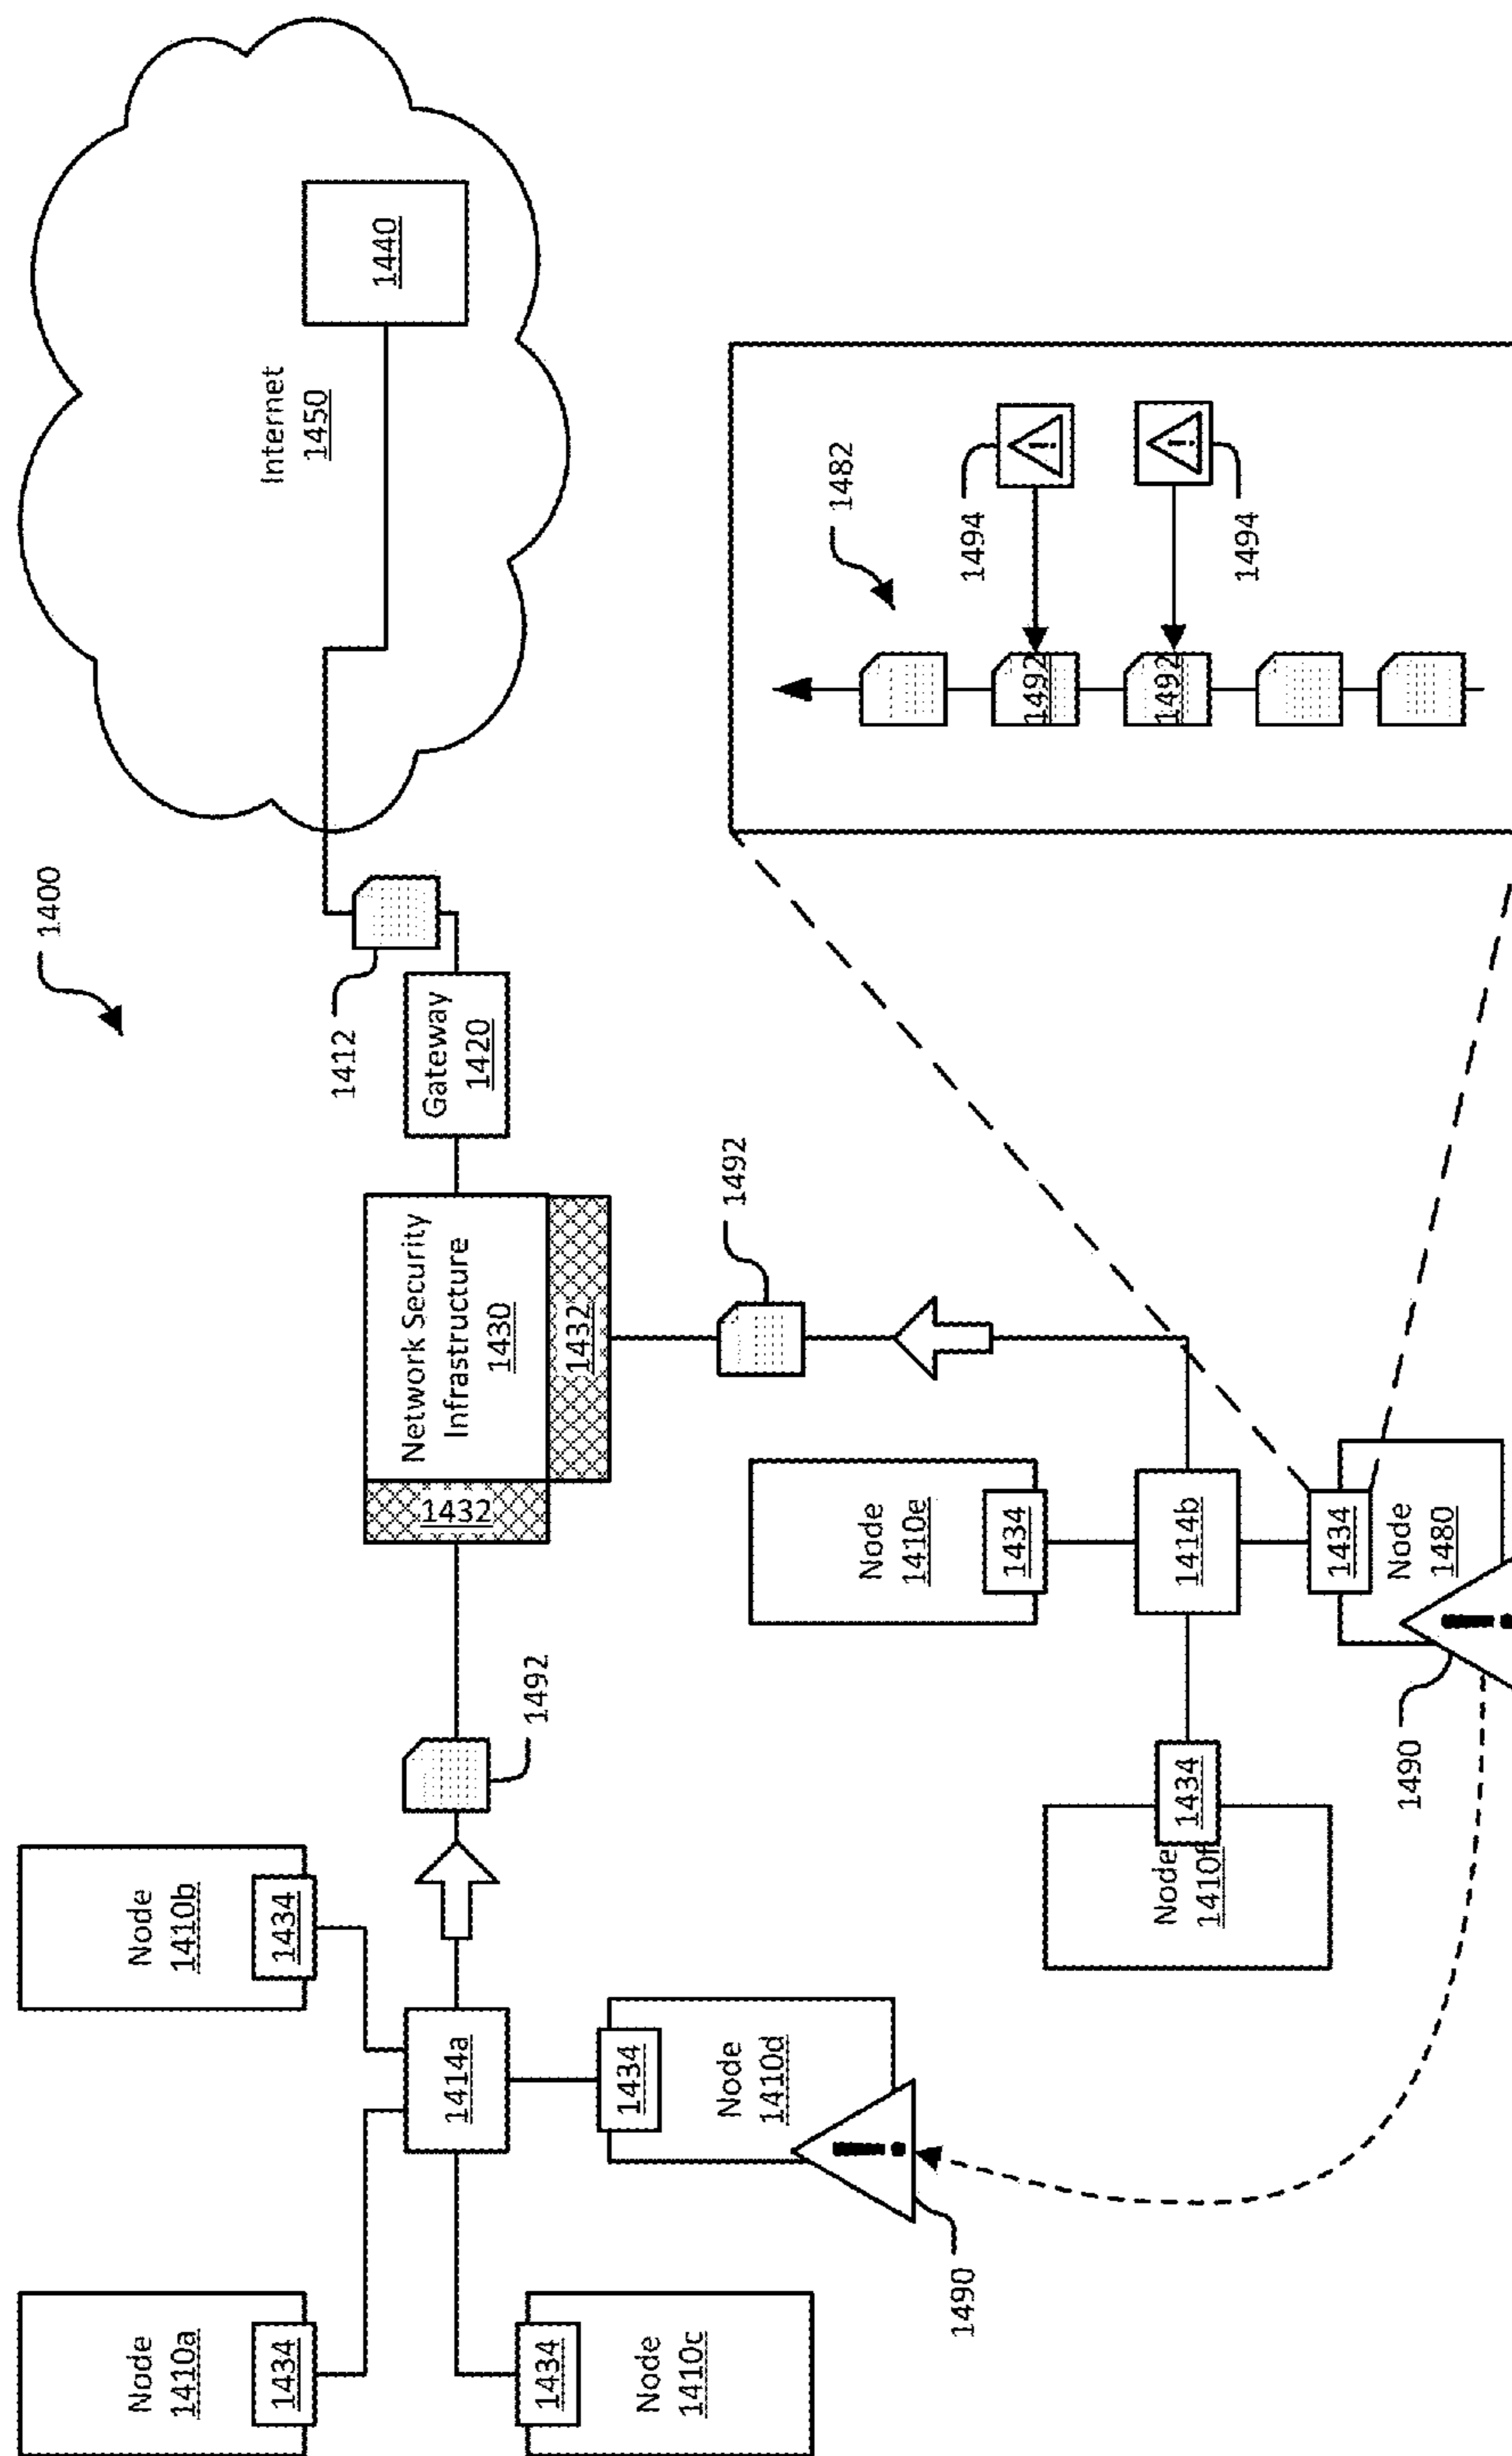 1400
Internet
1450
1440
1412
Gateway
1420
Network Security
Infrastructure
1430
1432
1432
1492
1492
Node
1410a
1434
Node
1410b
1434
1414a
1434
Node
1410c
1434
Node
1410d
1490
Node
1410e
1434
1414b
1434
Node
1410f
1434
Node
1480
1490
1482
1492
1492
1494
1494